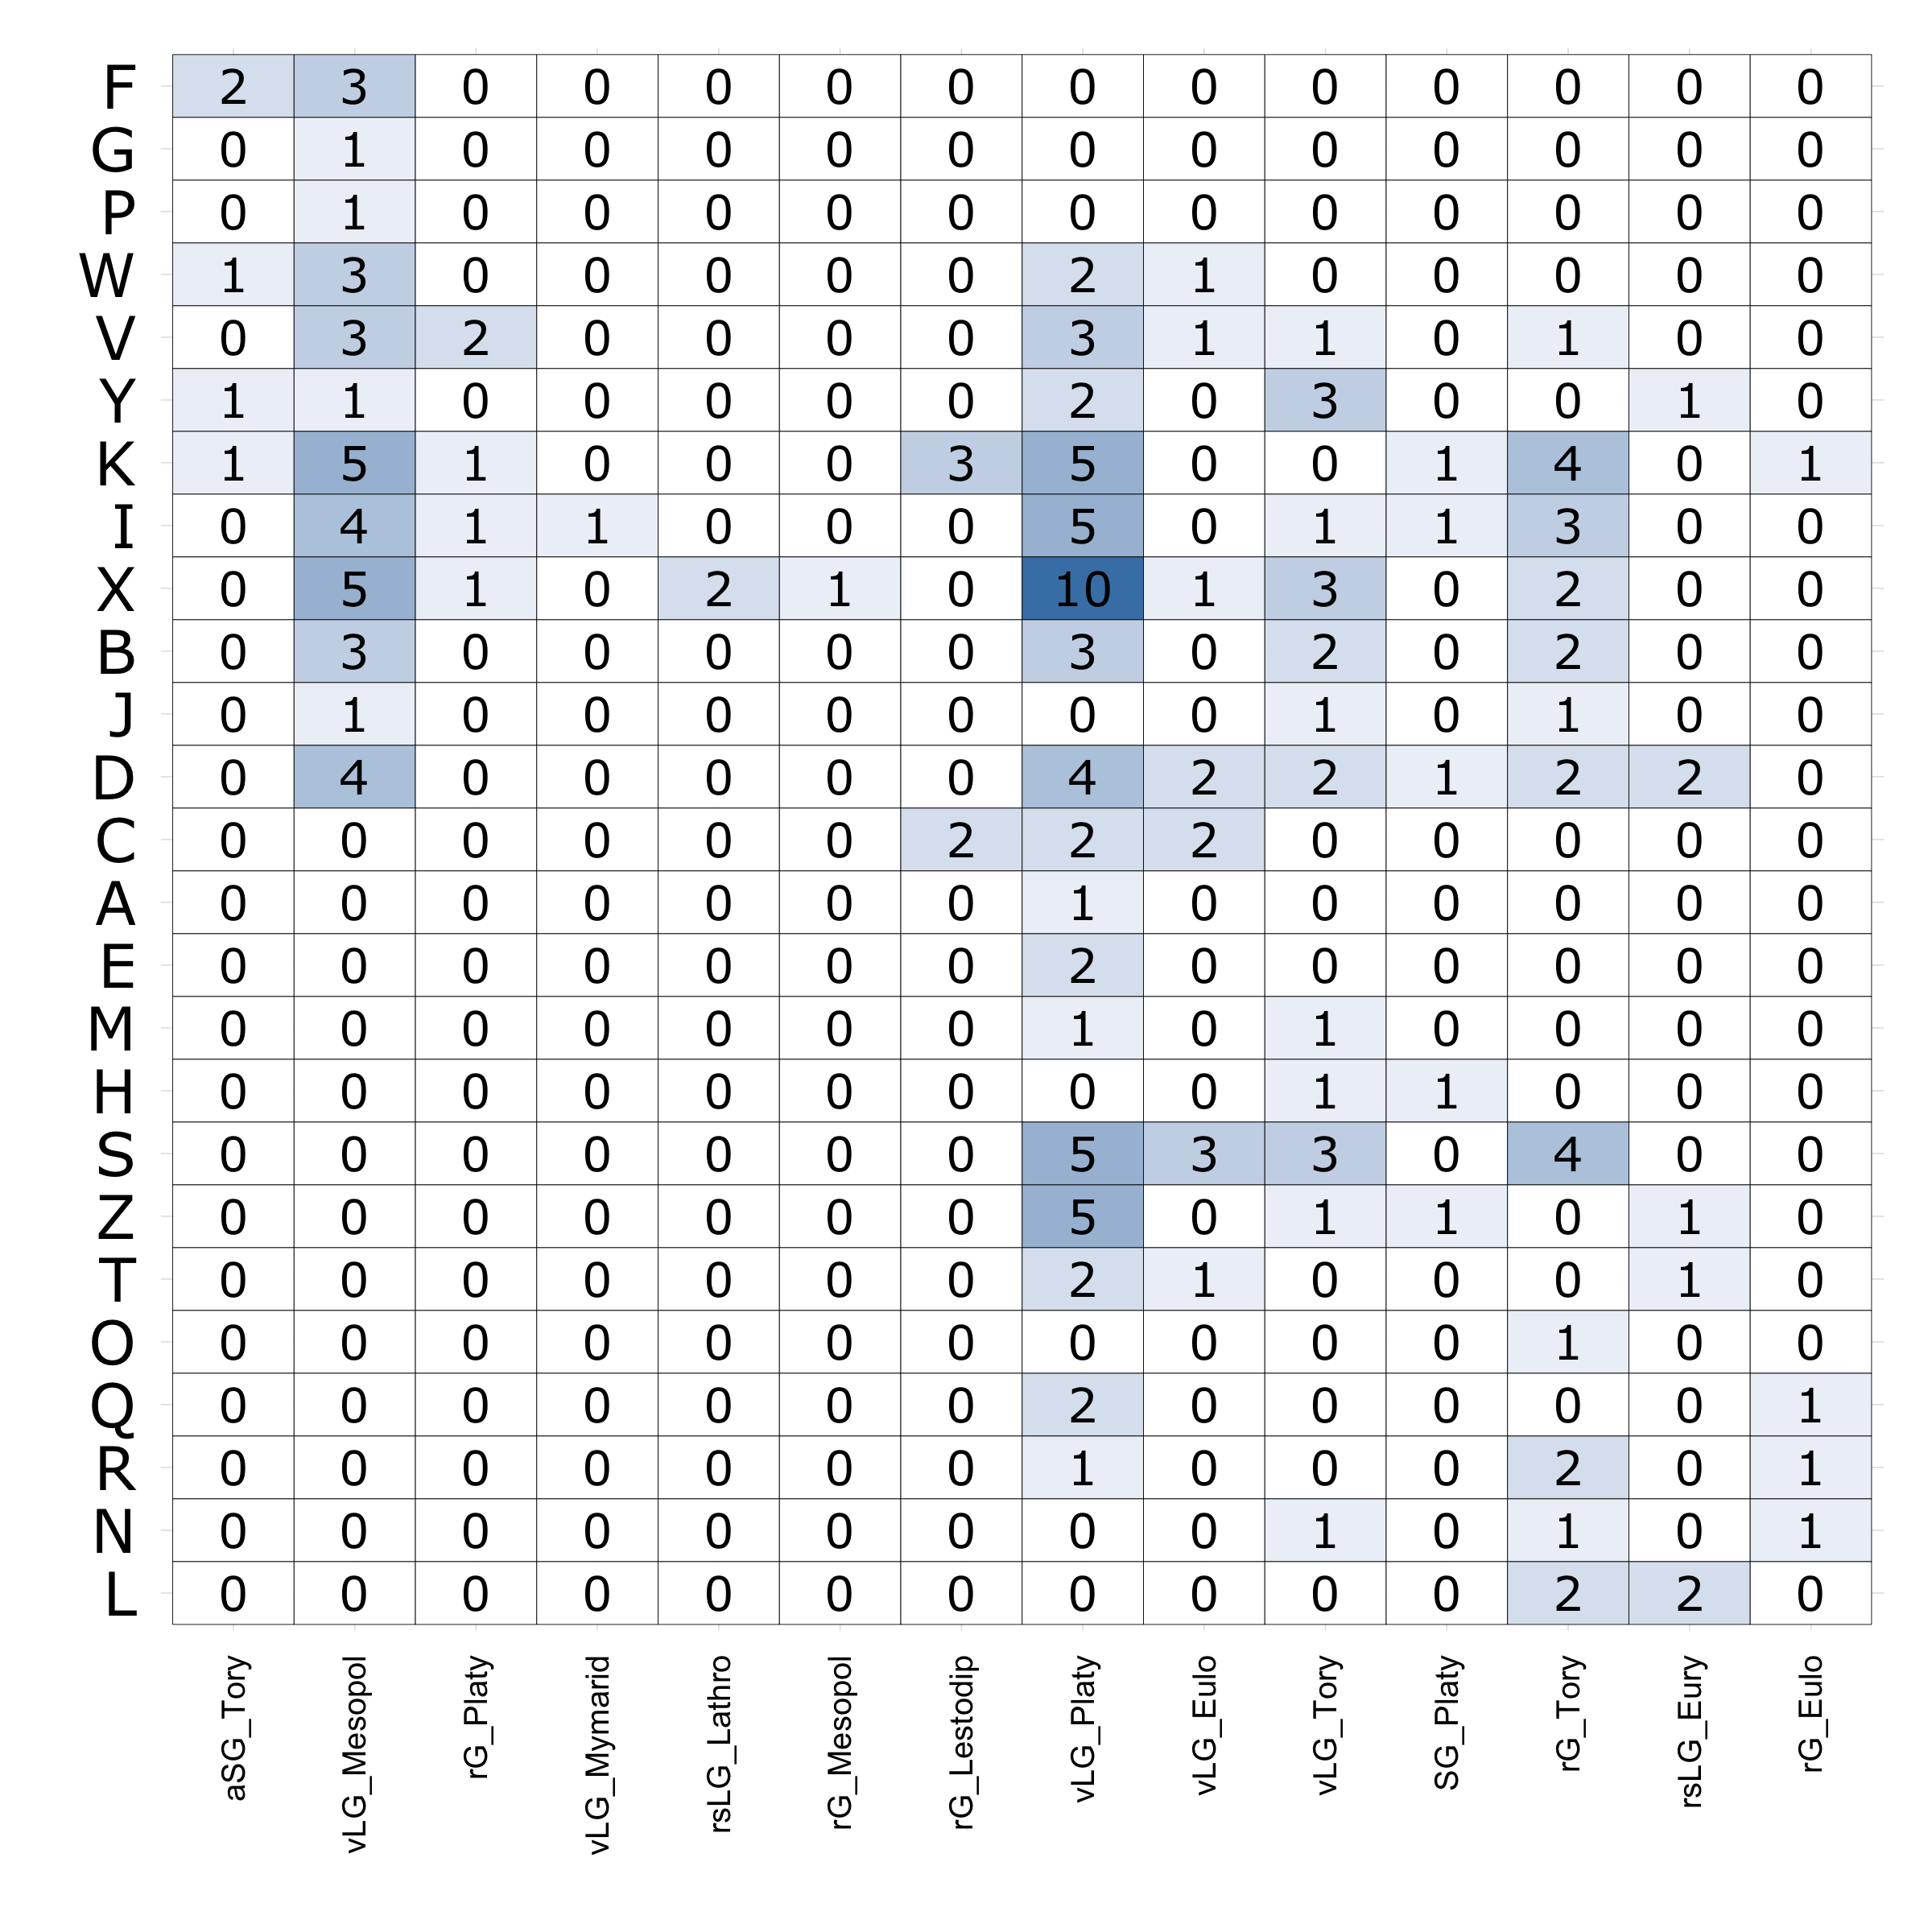 F 2 3 0 0 0 0 0 0 0 0 0 0 0 0
G 0 1 0 0 0 0 0 0 0 0 0 0 0 0
P 0 1 0 0 0 0 0 0 0 0 0 0 0 0
W 1 3 0 0 0 0 0 2 1 0 0 0 0 0
V 0 3 2 0 0 0 0 3 1 1 0 1 0 0
Y 1 1 0 0 0 0 0 2 0 3 0 0 1 0
K 1 5 1 0 0 0 3 5 0 0 1 4 0 1
I 0 4 1 1 0 0 0 5 0 1 1 3 0 0
X 0 5 1 0 2 1 0 10 1 3 0 2 0 0
B 0 3 0 0 0 0 0 3 0 2 0 2 0 0
J 0 1 0 0 0 0 0 0 0 1 0 1 0 0
D 0 4 0 0 0 0 0 4 2 2 1 2 2 0
C 0 0 0 0 0 0 2 2 2 0 0 0 0 0
A 0 0 0 0 0 0 0 1 0 0 0 0 0 0
E 0 0 0 0 0 0 0 2 0 0 0 0 0 0
M 0 0 0 0 0 0 0 1 0 1 0 0 0 0
H 0 0 0 0 0 0 0 0 0 1 1 0 0 0
S 0 0 0 0 0 0 0 5 3 3 0 4 0 0
Z 0 0 0 0 0 0 0 5 0 1 1 0 1 0
T 0 0 0 0 0 0 0 2 1 0 0 0 1 0
O 0 0 0 0 0 0 0 0 0 0 0 1 0 0
Q 0 0 0 0 0 0 0 2 0 0 0 0 0 1
R 0 0 0 0 0 0 0 1 0 0 0 2 0 1
N 0 0 0 0 0 0 0 0 0 1 0 1 0 1
L 0 0 0 0 0 0 0 0 0 0 0 2 2 0
aSG_Tory
vLG_Mesopol
rG_Platy
vLG_Mymarid
rsLG_Lathro
rG_Mesopol
rG_Lestodip
vLG_Platy
vLG_Eulo
vLG_Tory
SG_Platy
rG_Tory
rsLG_Eury
rG_Eulo